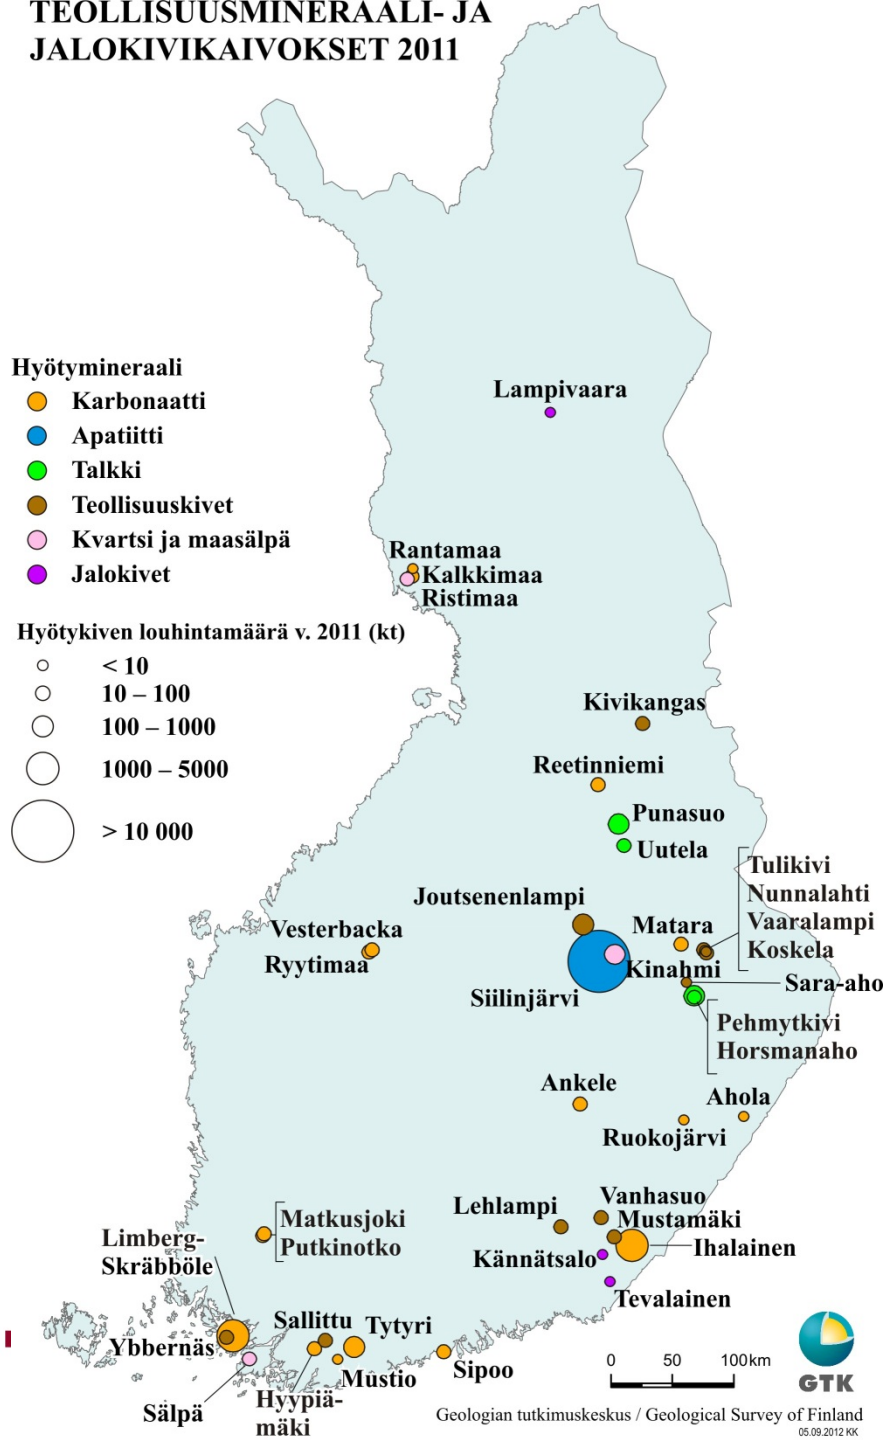 TEOLLISUUSMINERAALI- JA
JALOKIVIKAIVOKSET 2011
Hyötymineraali
Karbonaatti
Apatiitti
Talkki
Teollisuuskivet
Kvartsi ja maasälpä
Jalokivet
Hyötykiven louhintamäärä v. 2011 (kt)
< 10
10 – 100
100 – 1000
1000 – 5000
> 10 000
Lampivaara
Rantamaa
Kalkkimaa
Ristimaa
Kivikangas
Reetinniemi
Punasuo
Uutela
Tulikivi
Nunnalahti
Vaaralampi
Koskela
Joutsenenlampi
Matara
Vesterbacka
Ryytimaa
Kinahmi
Sara-aho
Siilinjärvi
Pehmytkivi
Horsmanaho
Ankele
Ahola
Ruokojärvi
Lehlampi
Vanhasuo
Mustamäki
Ihalainen
Kännätsalo
Tevalainen
Matkusjoki
Putkinotko
Limberg-
Skräbböle
Sallittu
Tytyri
Ybbernäs
Mustio
Sipoo
Hyypiä-
mäki
Sälpä
0 50 100km
GTK
Geologian tutkimuskeskus / Geological Survey of Finland
05.09.2012 KK